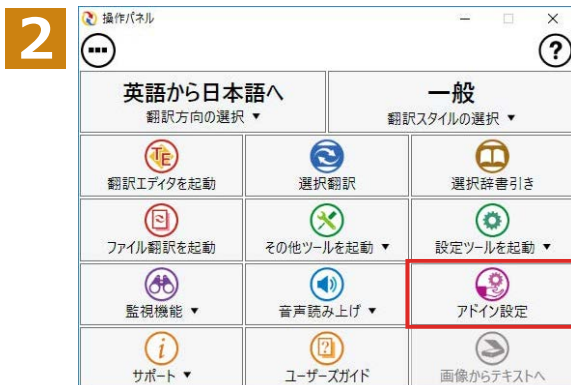 2
操作パネル
英語から日本語へ
翻訳方向の選択 ▼
一般
翻訳スタイルの選択 ▼
翻訳エディタを起動
選択翻訳
選択辞書引き
ファイル翻訳を起動
その他ツールを起動 ▼
設定ツールを起動 ▼
監視機能 ▼
音声読み上げ ▼
アドイン設定
サポート ▼
ユーザーズガイド
画像からテキストへ